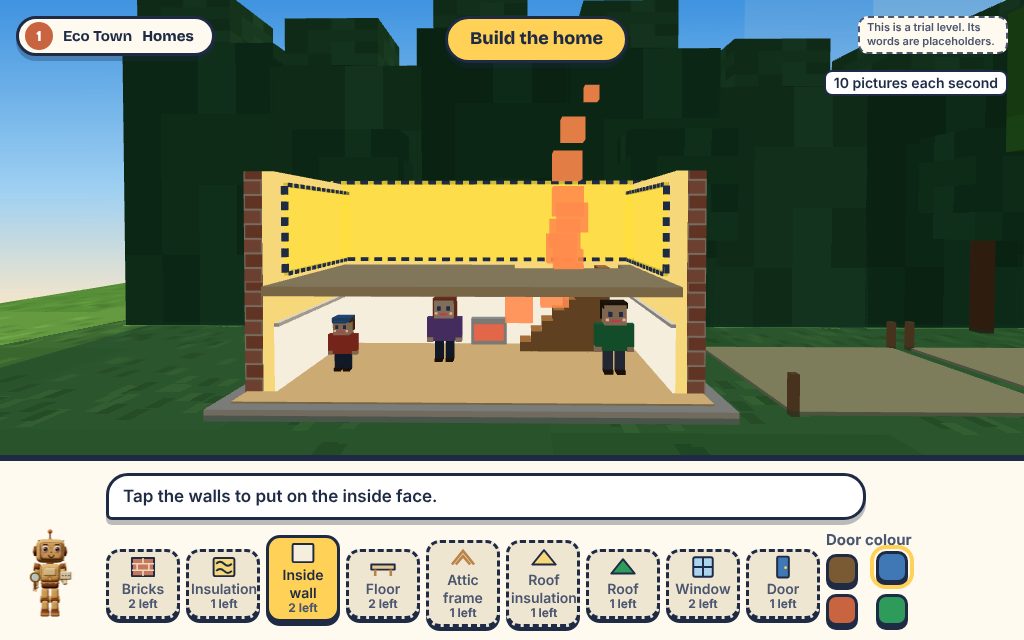 1 Eco Town Homes
Build the home
This is a trial level. Its
words are placeholders.
10 pictures each second
Tap the walls to put on the inside face.
Bricks
2 left
Insulation
1 left
Inside
wall
2 left
Floor
2 left
Attic
frame
1 left
Roof
insulation
1 left
Roof
1 left
Window
2 left
Door
1 left
Door colour